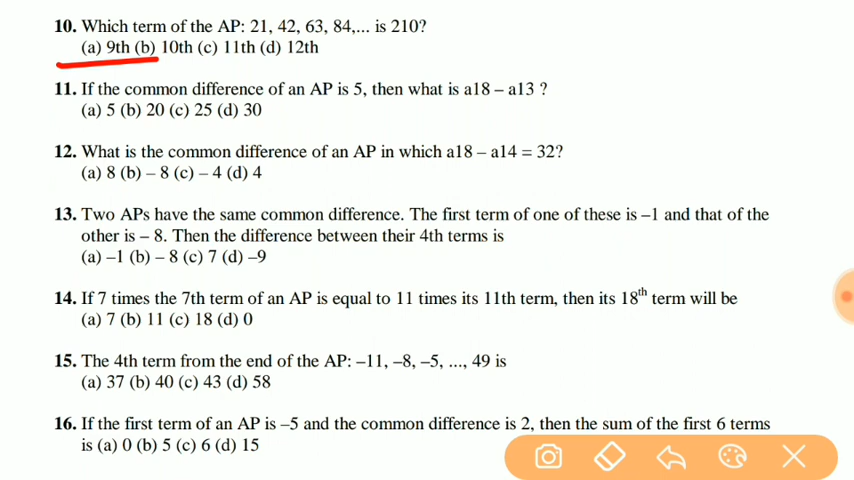 10. Which term of the AP: 21, 42, 63, 84,... is 210?
(a) 9th (b) 10th (c) 11th (d) 12th
11. If the common difference of an AP is 5, then what is a18 – a13 ?
(a) 5 (b) 20 (c) 25 (d) 30
12. What is the common difference of an AP in which a18 – a14 = 32?
(a) 8 (b) – 8 (c) – 4 (d) 4
13. Two APs have the same common difference. The first term of one of these is –1 and that of the
other is – 8. Then the difference between their 4th terms is
(a) –1 (b) – 8 (c) 7 (d) –9
14. If 7 times the 7th term of an AP is equal to 11 times its 11th term, then its 18th term will be
(a) 7 (b) 11 (c) 18 (d) 0
15. The 4th term from the end of the AP: –11, –8, –5, ..., 49 is
(a) 37 (b) 40 (c) 43 (d) 58
16. If the first term of an AP is –5 and the common difference is 2, then the sum of the first 6 terms
is (a) 0 (b) 5 (c) 6 (d) 15